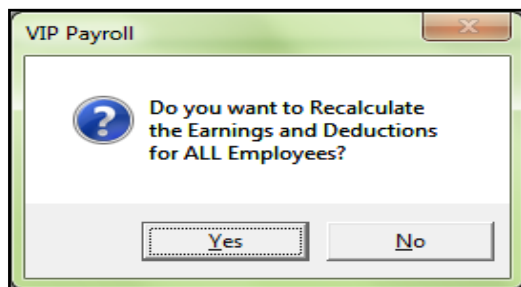 VIP Payroll
Do you want to Recalculate
the Earnings and Deductions
for ALL Employees?
Yes
No